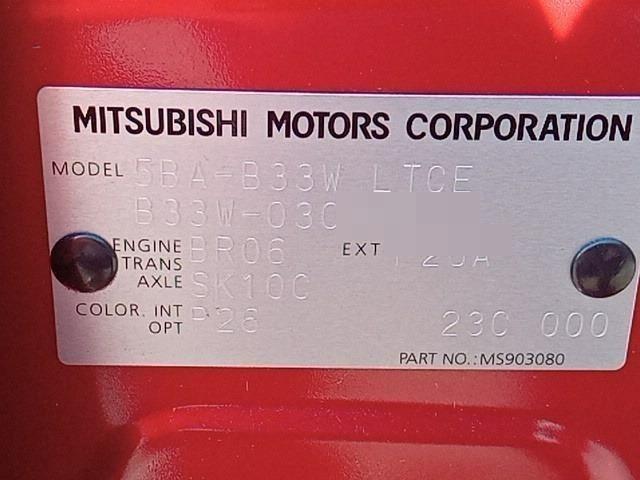 MITSUBISHI MOTORS CORPORATION
MODEL 5BA-B33W LTCE
B33W-030
ENGINE BR06 EXT
TRANS
AXLE SK10C
COLOR. INT
OPT P26 23C 000
PART NO.:MS903080